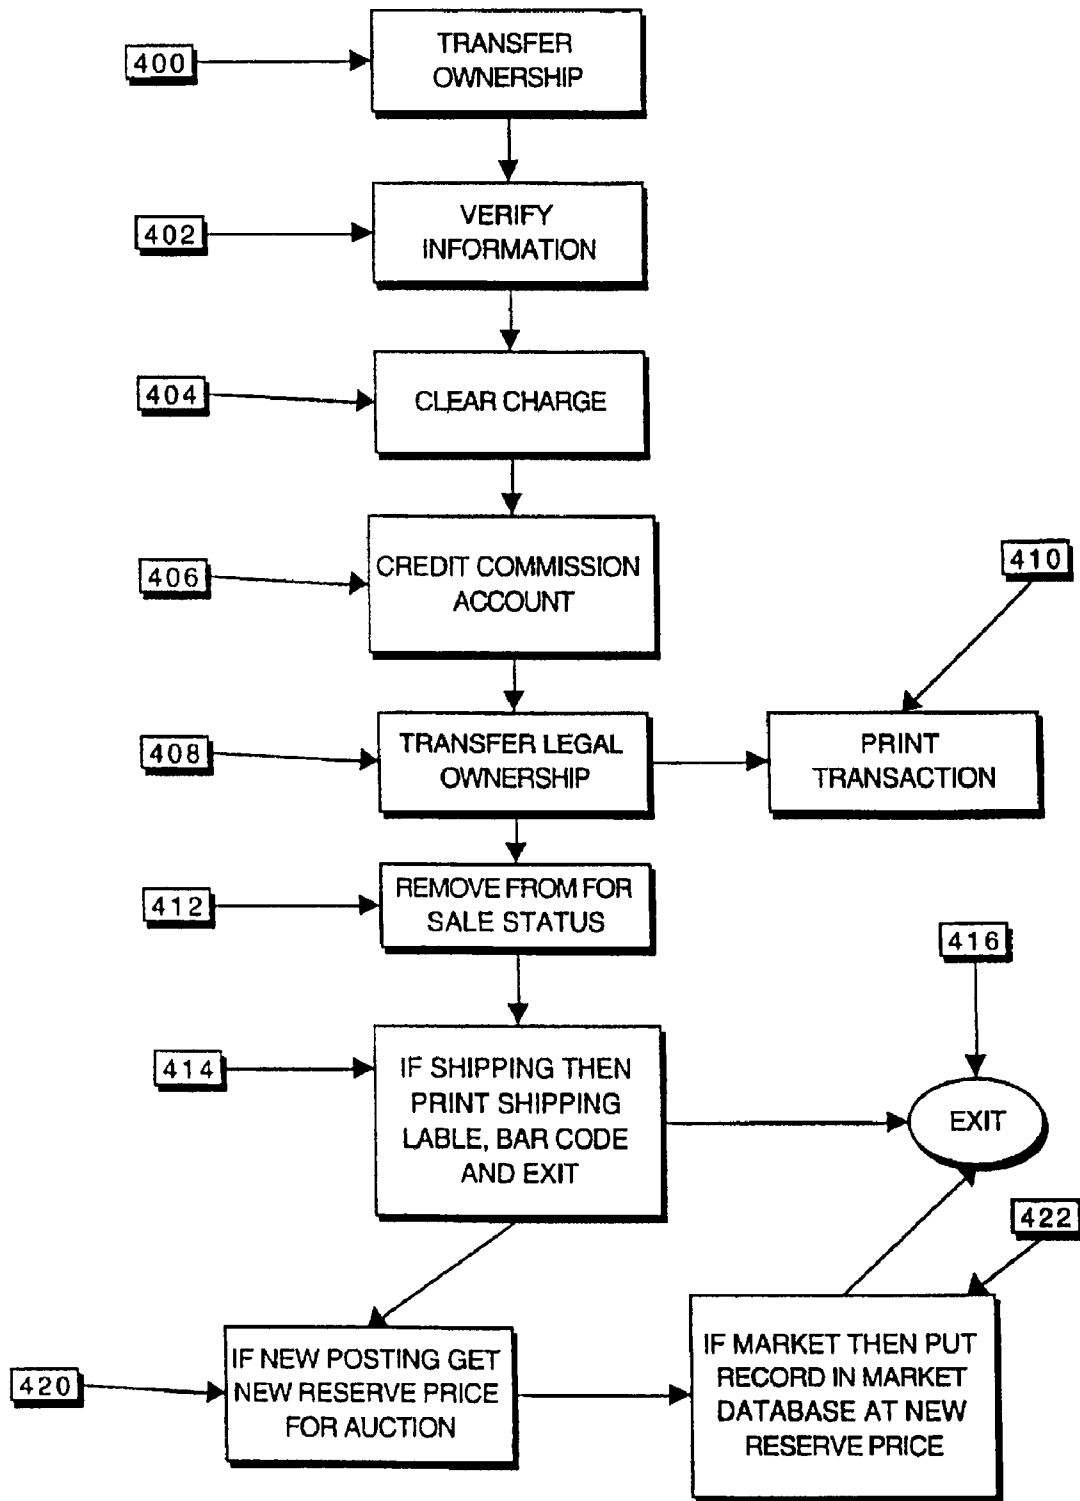 400
TRANSFER
OWNERSHIP
402
VERIFY
INFORMATION
404
CLEAR CHARGE
406
CREDIT COMMISSION
ACCOUNT
410
408
TRANSFER LEGAL
OWNERSHIP
PRINT
TRANSACTION
412
REMOVE FROM FOR
SALE STATUS
416
414
IF SHIPPING THEN
PRINT SHIPPING
LABLE, BAR CODE
AND EXIT
EXIT
422
420
IF NEW POSTING GET
NEW RESERVE PRICE
FOR AUCTION
IF MARKET THEN PUT
RECORD IN MARKET
DATABASE AT NEW
RESERVE PRICE